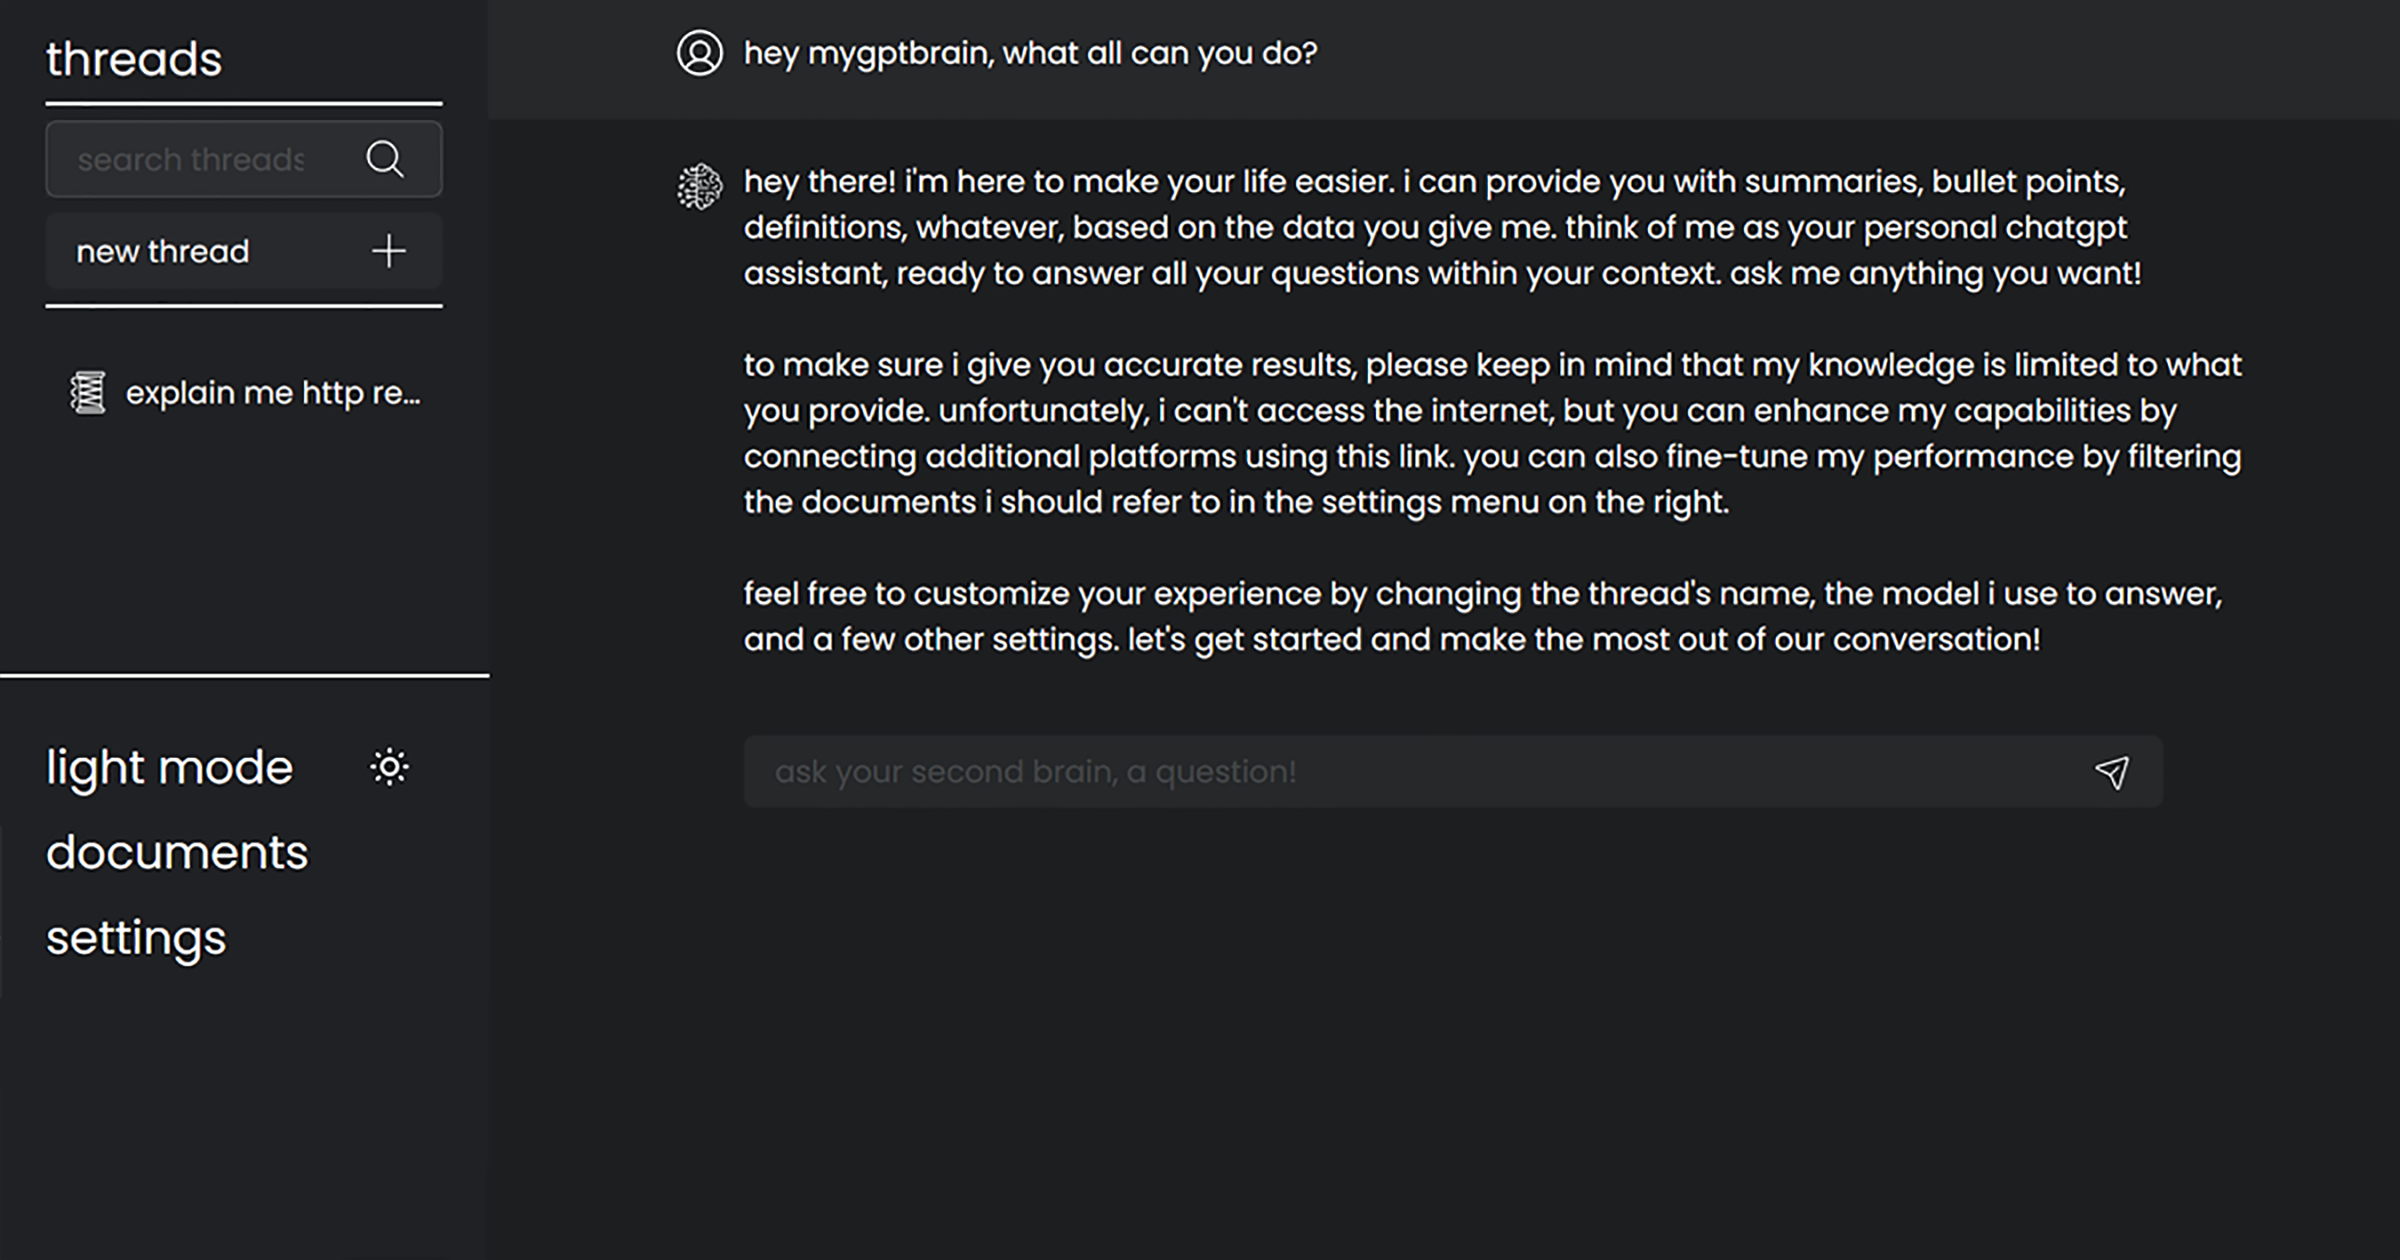 threads
search threads
new thread
explain me http re...
light mode
documents
settings
hey mygptbrain, what all can you do?
hey there! i'm here to make your life easier. i can provide you with summaries, bullet points,
definitions, whatever, based on the data you give me. think of me as your personal chatgpt
assistant, ready to answer all your questions within your context. ask me anything you want!
to make sure i give you accurate results, please keep in mind that my knowledge is limited to what
you provide. unfortunately, i can't access the internet, but you can enhance my capabilities by
connecting additional platforms using this link. you can also fine-tune my performance by filtering
the documents i should refer to in the settings menu on the right.
feel free to customize your experience by changing the thread's name, the model i use to answer,
and a few other settings. let's get started and make the most out of our conversation!
ask your second brain, a question!